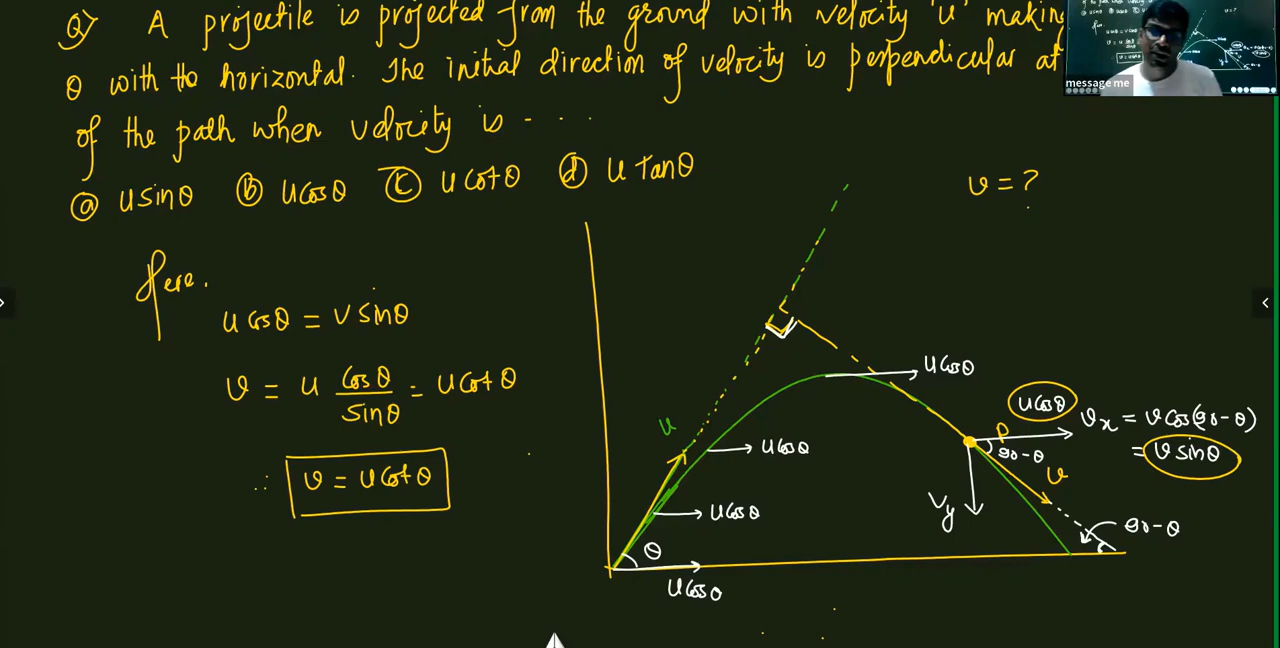 Q) A projectile is projected from the ground with velocity 'u' making
θ with the horizontal. The initial direction of velocity is perpendicular at
of the path when velocity is - . . .
ⓐ u sinθ ⓑ u Cosθ ⓒ u Cotθ ⓓ u Tanθ
v = ?
Here.
u Cosθ = V sinθ
v = u Cosθ/sinθ = u Cot θ
∴ v = u Cotθ
u
θ
u Cosθ
u Cosθ
u Cosθ
u Cosθ
u Cosθ
P
90-θ
v
Vy
vx = v Cos(90-θ)
= v sinθ
90-θ
message me